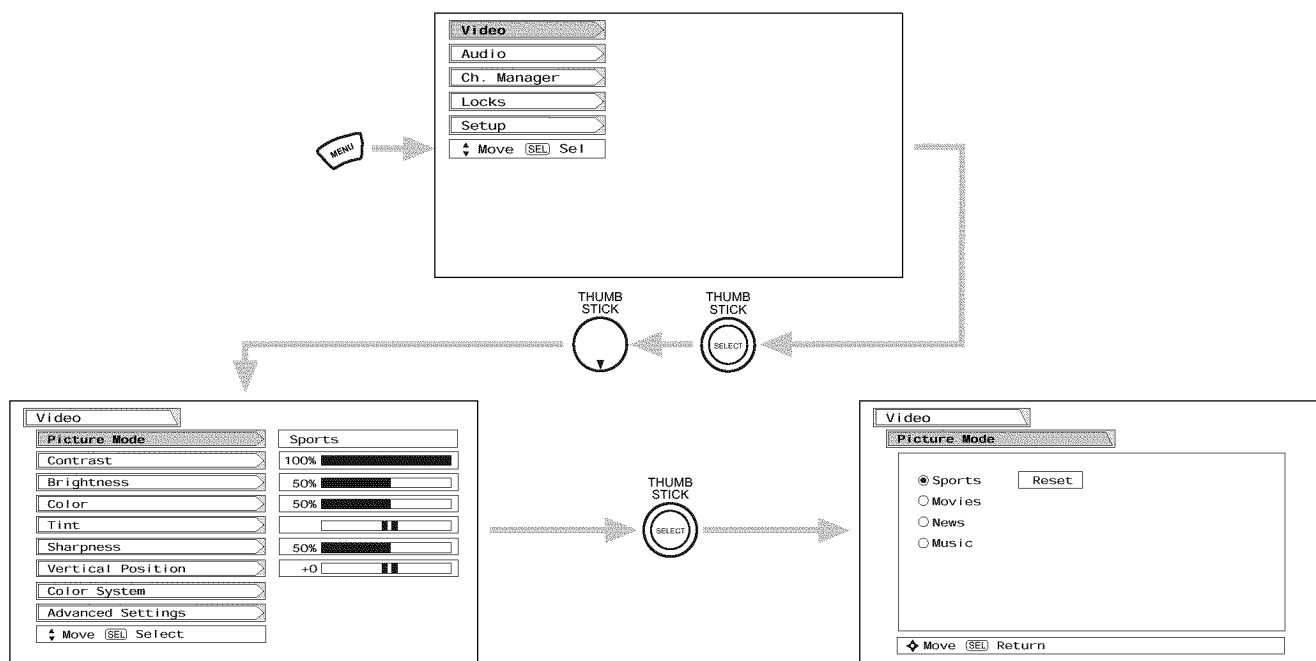 Video
Audio
Ch. Manager
Locks
Setup
Move SEL Sel
MENU
THUMB
STICK
THUMB
STICK
SELECT
Video
Picture Mode Sports
Contrast 100%
Brightness 50%
Color 50%
Tint
Sharpness 50%
Vertical Position +0
Color System
Advanced Settings
Move SEL Select
THUMB
STICK
SELECT
Video
Picture Mode
Sports Reset
Movies
News
Music
Move SEL Return